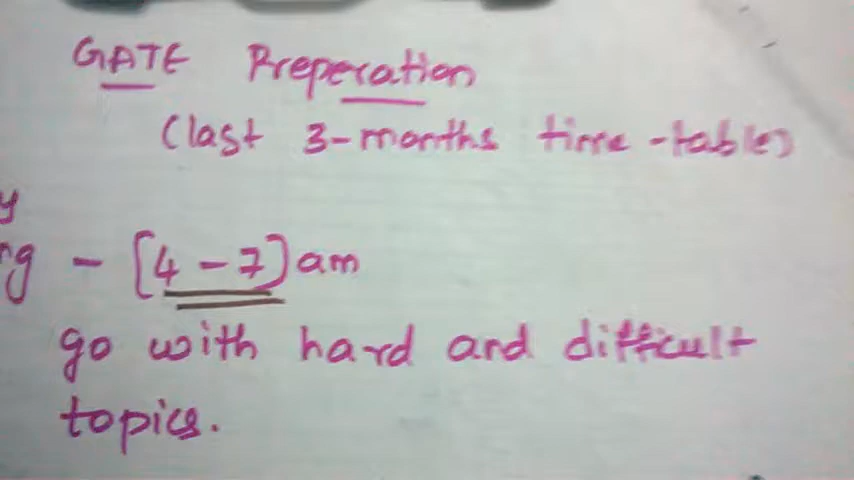 GATE Preperation
(last 3-months time-table)
y
rg - [4-7] am
go with hard and difficult
topics.